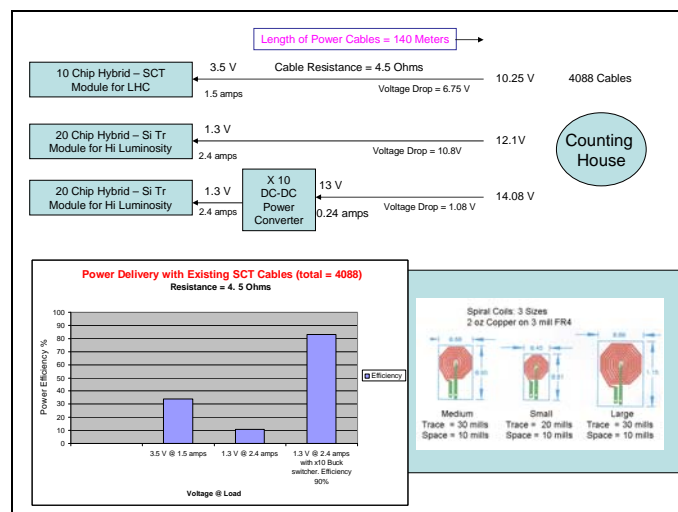 Length of Power Cables = 140 Meters
10 Chip Hybrid – SCT
Module for LHC
3.5 V
Cable Resistance = 4.5 Ohms
1.5 amps
Voltage Drop = 6.75 V
10.25 V
4088 Cables
20 Chip Hybrid – Si Tr
Module for Hi Luminosity
1.3 V
2.4 amps
Voltage Drop = 10.8V
12.1V
Counting
House
20 Chip Hybrid – Si Tr
Module for Hi Luminosity
1.3 V
2.4 amps
X 10
DC-DC
Power
Converter
13 V
0.24 amps
Voltage Drop = 1.08 V
14.08 V
Power Delivery with Existing SCT Cables (total = 4088)
Resistance = 4. 5 Ohms
Power Efficiency %
100
90
80
70
60
50
40
30
20
10
0
3.5 V @ 1.5 amps
1.3 V @ 2.4 amps
1.3 V @ 2.4 amps
with x10 Buck
switcher. Efficiency
90%
Voltage @ Load
Efficiency
Spiral Coils: 3 Sizes
2 oz Copper on 3 mill FR4
Medium
Trace = 30 mills
Space = 10 mills
Small
Trace = 20 mills
Space = 10 mills
Large
Trace = 30 mills
Space = 10 mills